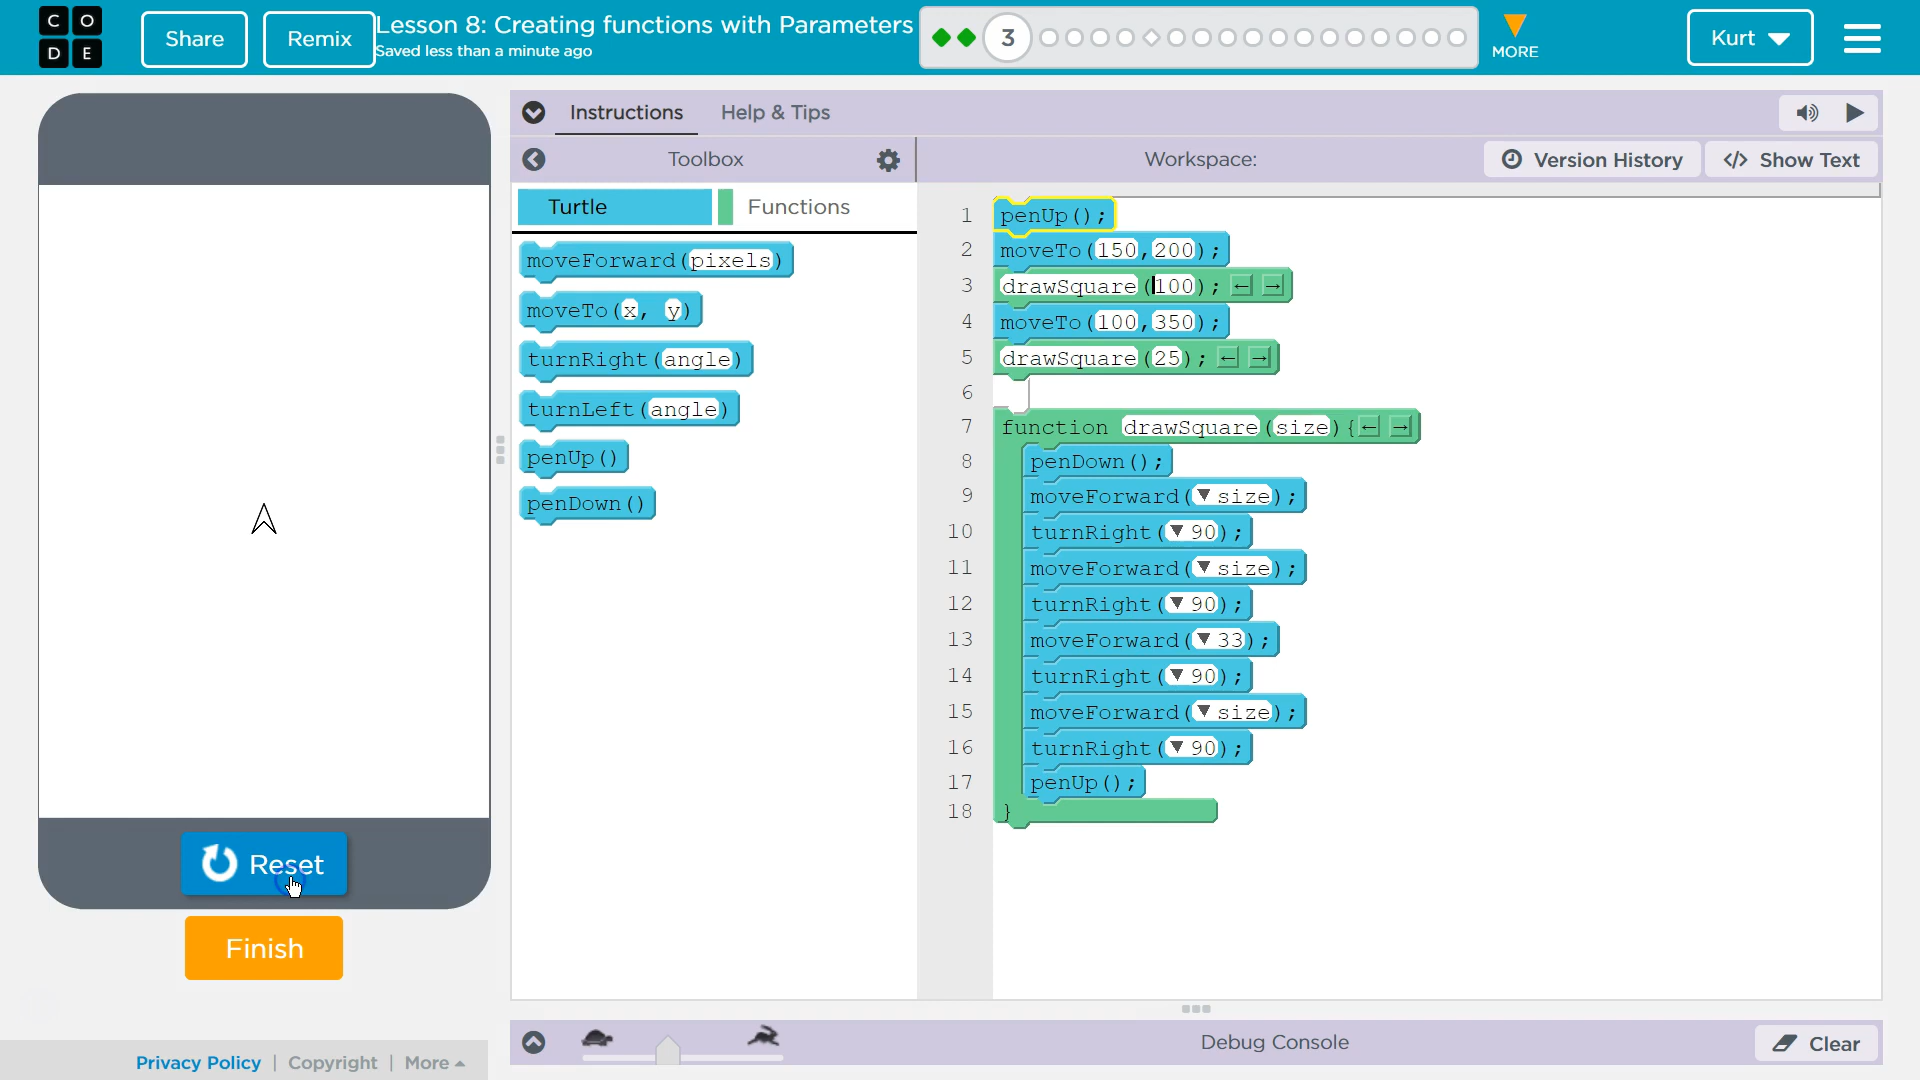 CODE
Share
Remix
Lesson 8: Creating functions with Parameters
Saved less than a minute ago
3
MORE
Kurt
Instructions
Help & Tips
Toolbox
Workspace:
Version History
</> Show Text
Turtle
Functions
moveForward(pixels)
moveTo(x, y)
turnRight(angle)
turnLeft(angle)
penUp()
penDown()
1 penUp();
2 moveTo(150,200);
3 drawSquare(100);
4 moveTo(100,350);
5 drawSquare(25);
6
7 function drawSquare(size){
8 penDown();
9 moveForward(size);
10 turnRight(90);
11 moveForward(size);
12 turnRight(90);
13 moveForward(33);
14 turnRight(90);
15 moveForward(size);
16 turnRight(90);
17 penUp();
18 }
Reset
Finish
Debug Console
Clear
Privacy Policy | Copyright | More